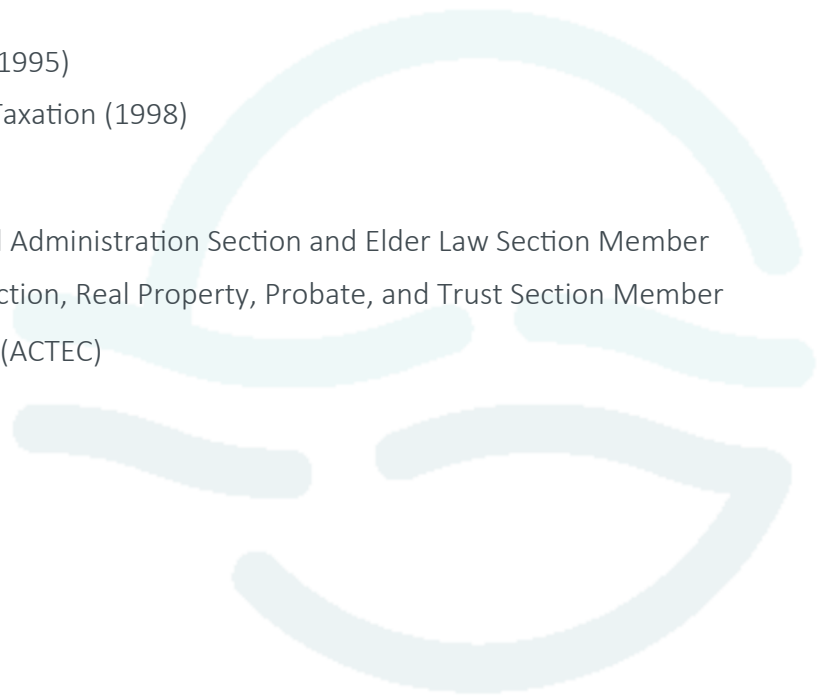 1995)
Taxation (1998)
Administration Section and Elder Law Section Member
ction, Real Property, Probate, and Trust Section Member
(ACTEC)